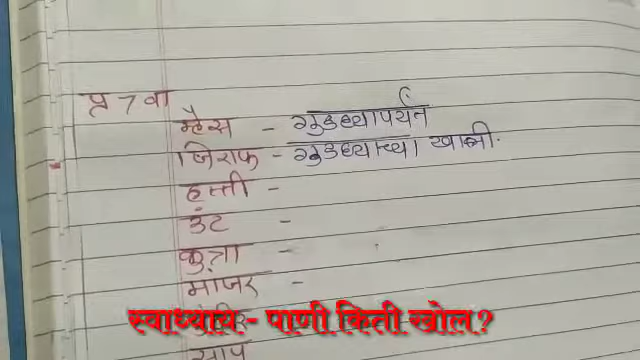 प्र 7 वा
म्हैस - गुडघ्यापर्यंत
जिराफ - गुडघ्याच्या खाली.
हत्ती -
उंट -
कुत्रा -
माजर -
साप
स्वाध्याय - पाणी किती खोल?